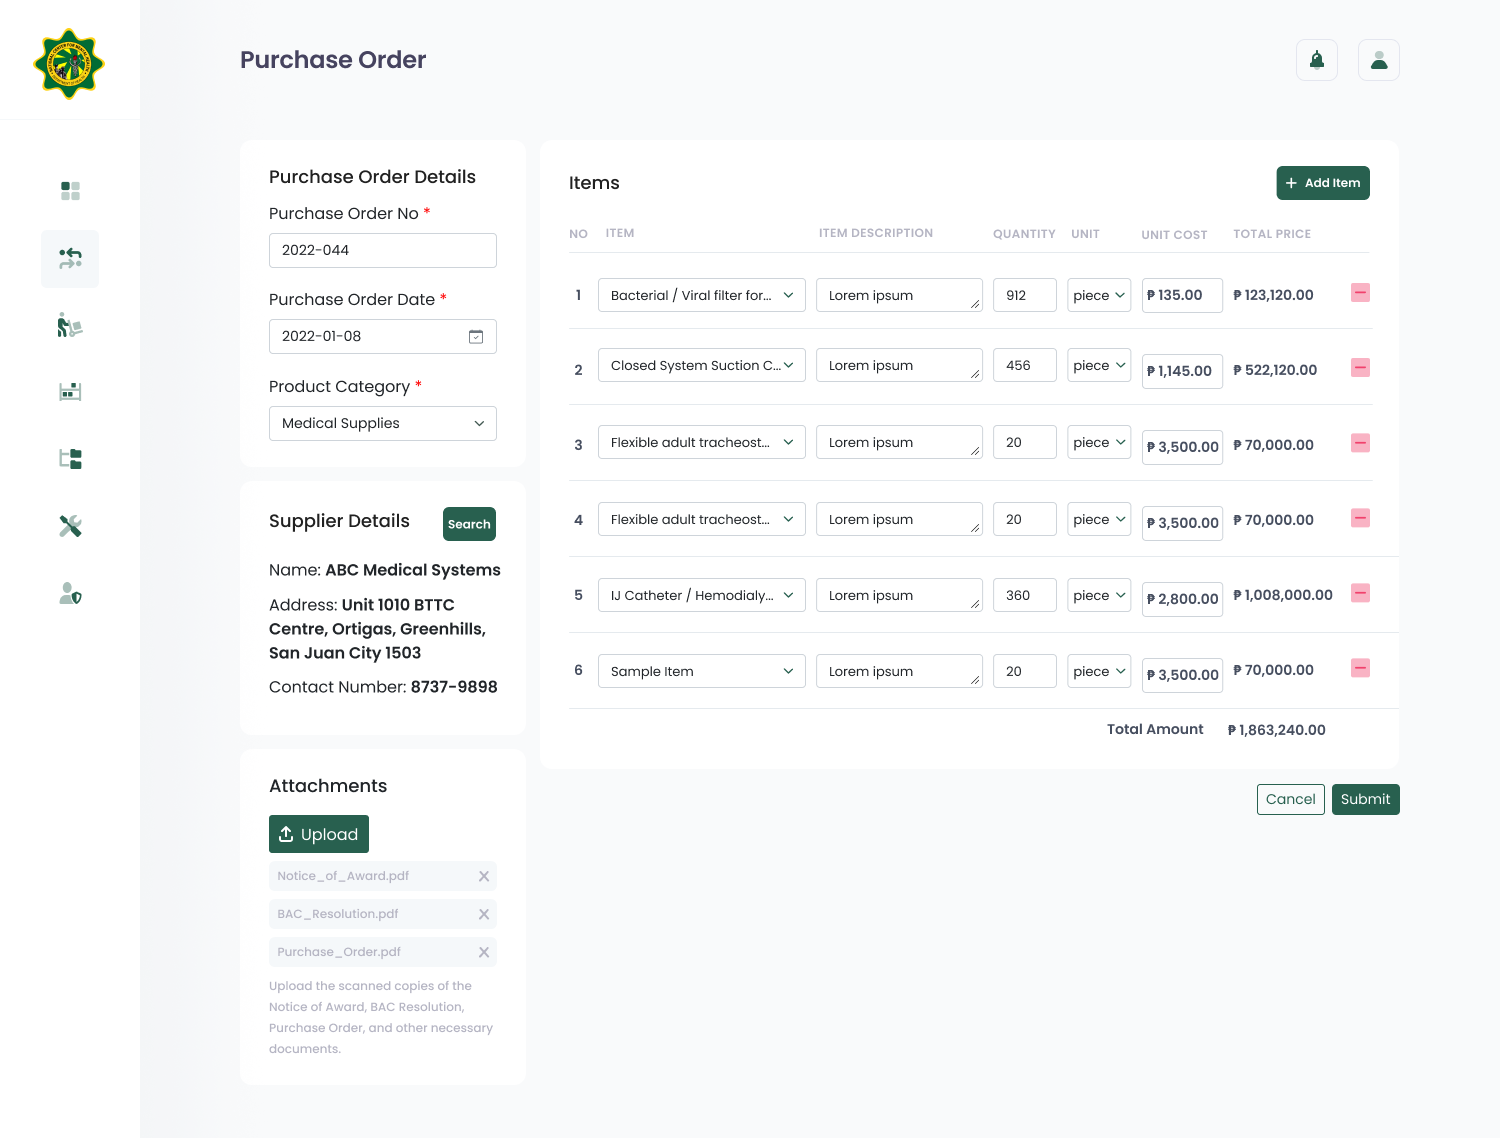 Purchase Order
Purchase Order Details
Purchase Order No *
2022-044
Purchase Order Date *
2022-01-08
Product Category *
Medical Supplies
Supplier Details
Search
Name: ABC Medical Systems
Address: Unit 1010 BTTC
Centre, Ortigas, Greenhills,
San Juan City 1503
Contact Number: 8737-9898
Attachments
Upload
Notice_of_Award.pdf X
BAC_Resolution.pdf X
Purchase_Order.pdf X
Upload the scanned copies of the
Notice of Award, BAC Resolution,
Purchase Order, and other necessary
documents.
Items
+ Add Item
NO ITEM ITEM DESCRIPTION QUANTITY UNIT UNIT COST TOTAL PRICE
1 Bacterial / Viral filter for... Lorem ipsum 912 piece ₱ 135.00 ₱ 123,120.00
2 Closed System Suction C... Lorem ipsum 456 piece ₱ 1,145.00 ₱ 522,120.00
3 Flexible adult tracheost... Lorem ipsum 20 piece ₱ 3,500.00 ₱ 70,000.00
4 Flexible adult tracheost... Lorem ipsum 20 piece ₱ 3,500.00 ₱ 70,000.00
5 IJ Catheter / Hemodialy... Lorem ipsum 360 piece ₱ 2,800.00 ₱ 1,008,000.00
6 Sample Item Lorem ipsum 20 piece ₱ 3,500.00 ₱ 70,000.00
Total Amount ₱ 1,863,240.00
Cancel Submit